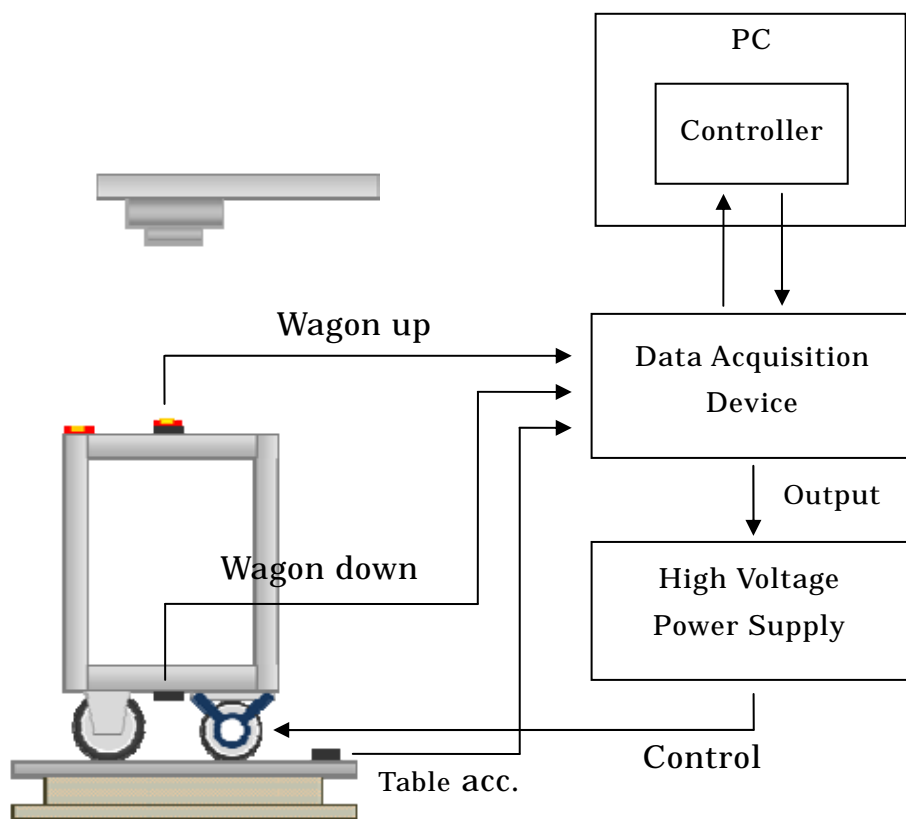 PC
Controller
Wagon up
Data Acquisition
Device
Output
Wagon down
High Voltage
Power Supply
Control
Table acc.